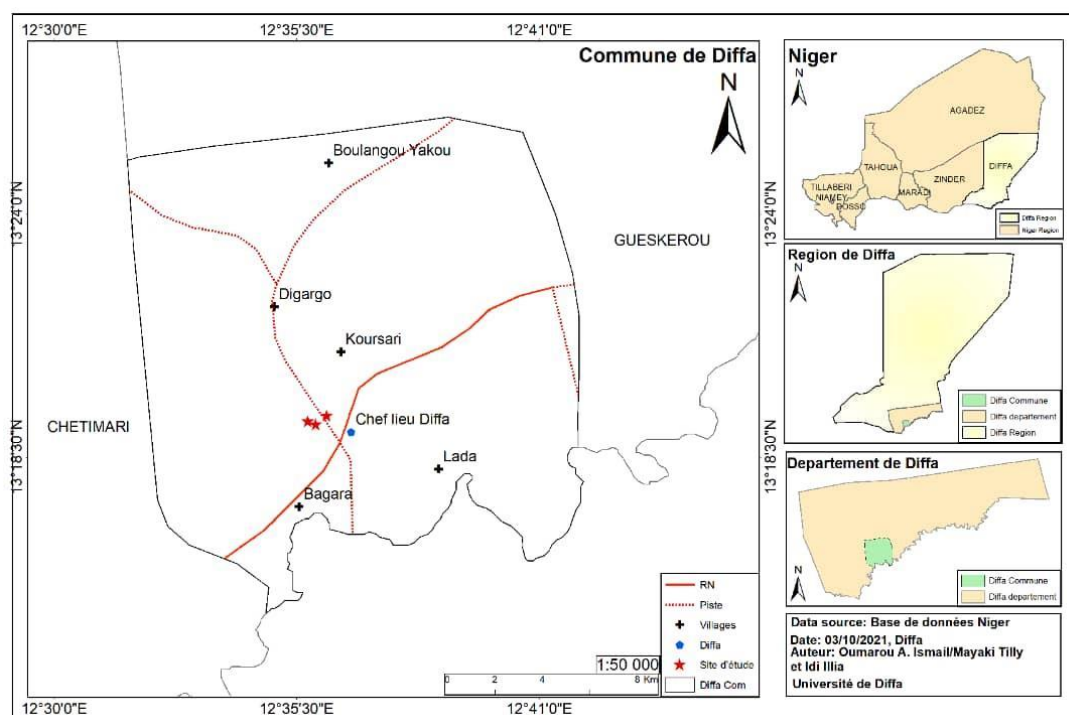 12°30'0"E 12°35'30"E 12°41'0"E
Commune de Diffa
N
Boulangou Yakou
13°24'0"N
13°24'0"N
GUESKEROU
Digargo
Koursari
Chef lieu Diffa
CHETIMARI
Lada
13°18'30"N
13°18'30"N
Bagara
RN
Piste
Villages
Diffa
Site d'étude
Diffa Com
1:50 000
0 2 4 8 Km
12°30'0"E 12°35'30"E 12°41'0"E
Niger
N
AGADEZ
TAHOUA
DIFFA
ZINDER
MARADI
TILLABERI
NIAMEY
DOSSO
Diffa Region
Niger Region
Region de Diffa
N
Diffa Commune
Diffa departement
Diffa Region
Departement de Diffa
N
Diffa Commune
Diffa departement
Data source: Base de données Niger
Date: 03/10/2021, Diffa
Auteur: Oumarou A. Ismail/Mayaki Tilly
et Idi Illia
Université de Diffa